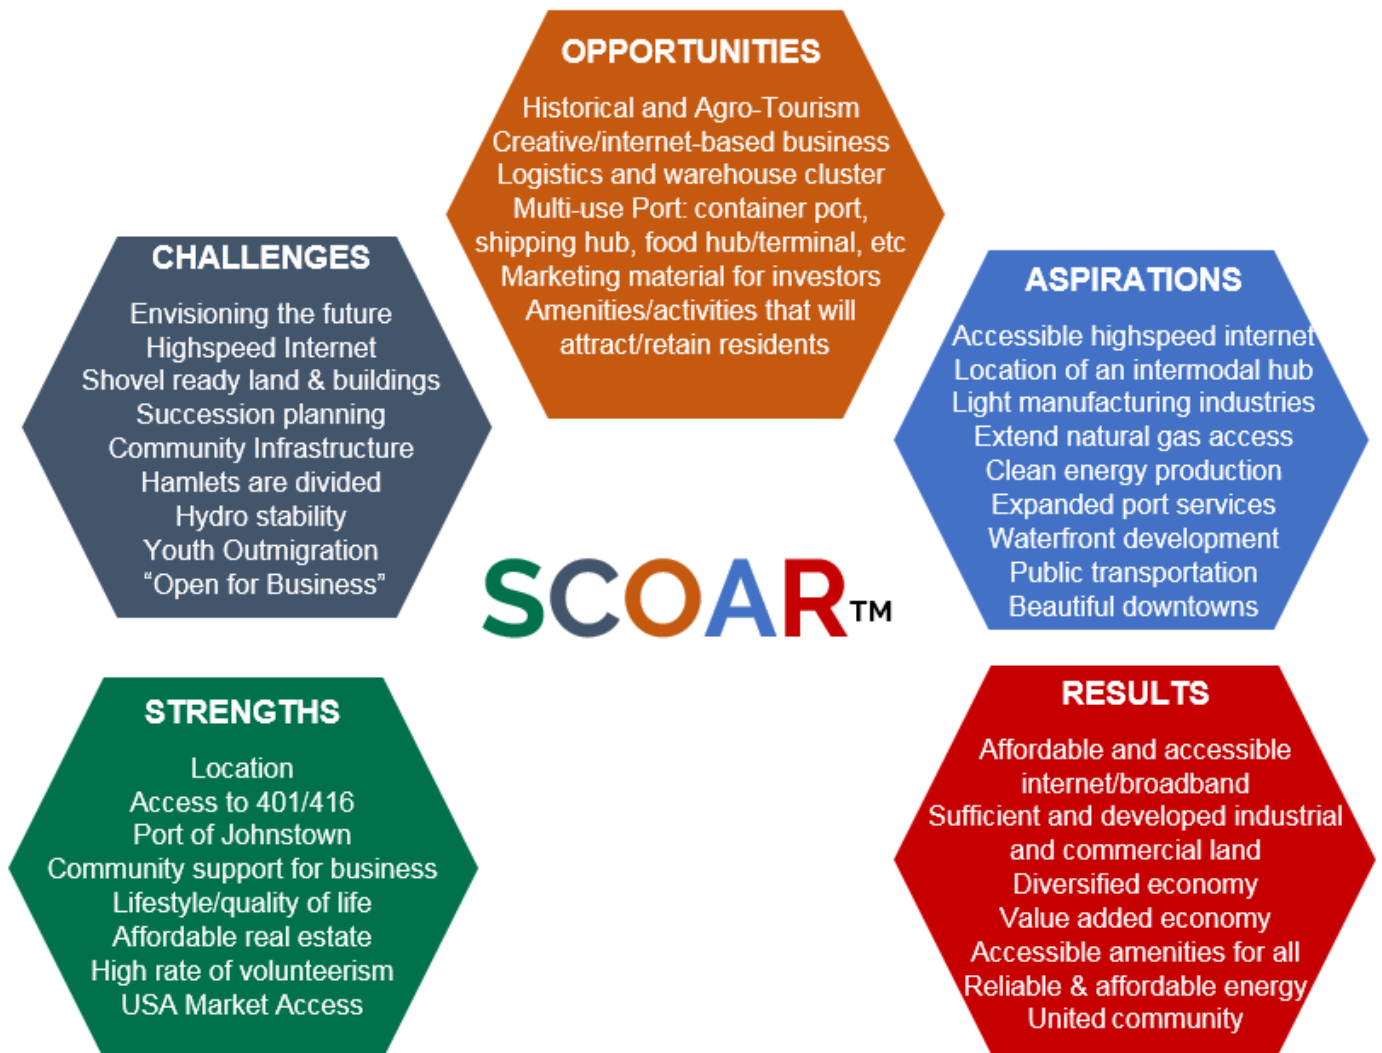 OPPORTUNITIES
Historical and Agro-Tourism
Creative/internet-based business
Logistics and warehouse cluster
Multi-use Port: container port,
shipping hub, food hub/terminal, etc
Marketing material for investors
Amenities/activities that will
attract/retain residents
CHALLENGES
Envisioning the future
Highspeed Internet
Shovel ready land & buildings
Succession planning
Community Infrastructure
Hamlets are divided
Hydro stability
Youth Outmigration
“Open for Business”
ASPIRATIONS
Accessible highspeed internet
Location of an intermodal hub
Light manufacturing industries
Extend natural gas access
Clean energy production
Expanded port services
Waterfront development
Public transportation
Beautiful downtowns
SCOAR™
STRENGTHS
Location
Access to 401/416
Port of Johnstown
Community support for business
Lifestyle/quality of life
Affordable real estate
High rate of volunteerism
USA Market Access
RESULTS
Affordable and accessible
internet/broadband
Sufficient and developed industrial
and commercial land
Diversified economy
Value added economy
Accessible amenities for all
Reliable & affordable energy
United community